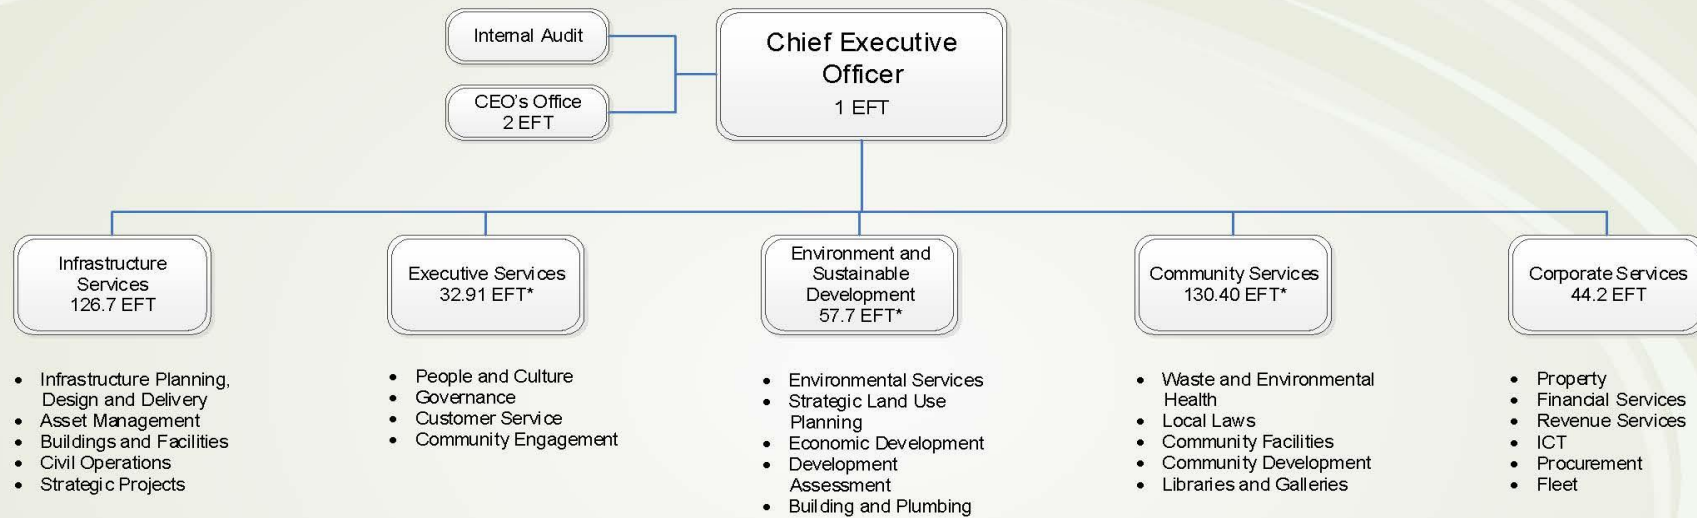 Internal Audit
CEO's Office
2 EFT
Chief Executive
Officer
1 EFT
Infrastructure
Services
126.7 EFT
Executive Services
32.91 EFT*
Environment and
Sustainable
Development
57.7 EFT*
Community Services
130.40 EFT*
Corporate Services
44.2 EFT
• Infrastructure Planning,
Design and Delivery
• Asset Management
• Buildings and Facilities
• Civil Operations
• Strategic Projects
• People and Culture
• Governance
• Customer Service
• Community Engagement
• Environmental Services
• Strategic Land Use
Planning
• Economic Development
• Development
Assessment
• Building and Plumbing
• Waste and Environmental
Health
• Local Laws
• Community Facilities
• Community Development
• Libraries and Galleries
• Property
• Financial Services
• Revenue Services
• ICT
• Procurement
• Fleet